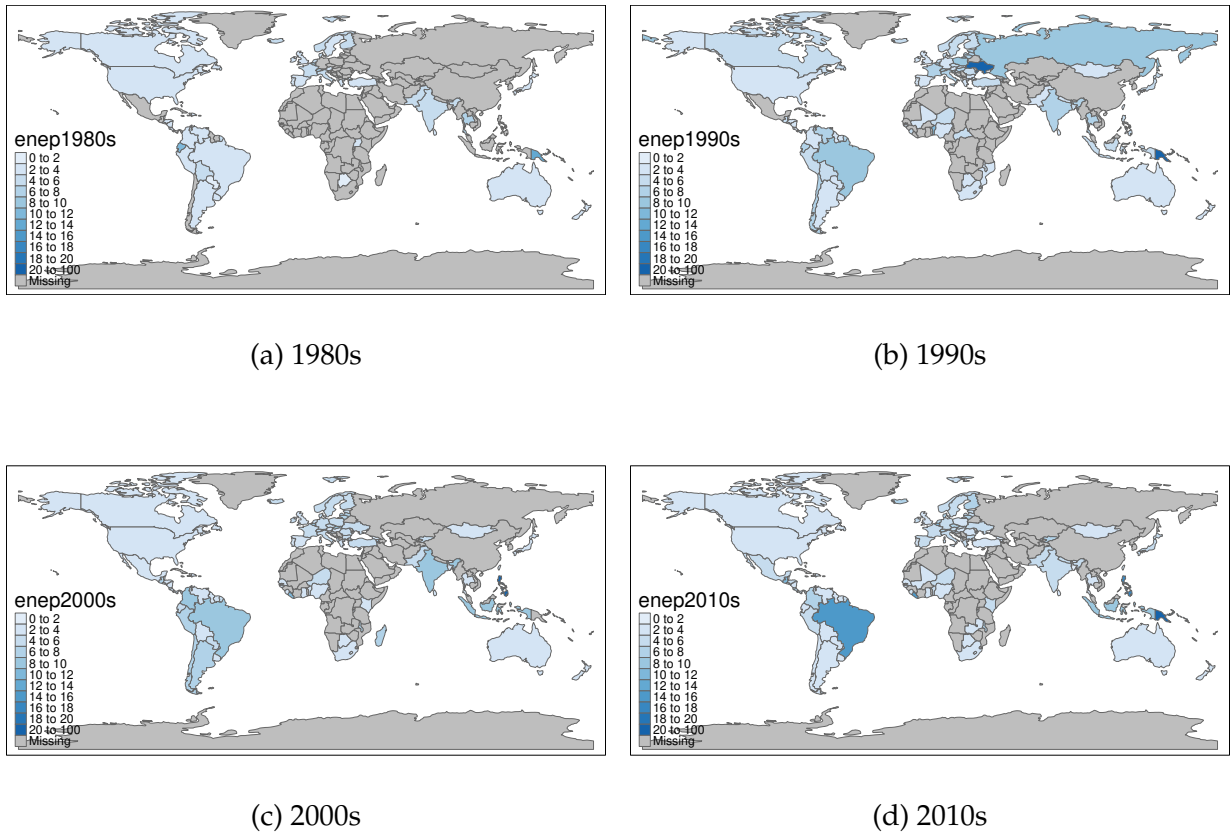 enep1980s
0 to 2
2 to 4
4 to 6
6 to 8
8 to 10
10 to 12
12 to 14
14 to 16
16 to 18
18 to 20
20 to 100
Missing
(a) 1980s
enep1990s
0 to 2
2 to 4
4 to 6
6 to 8
8 to 10
10 to 12
12 to 14
14 to 16
16 to 18
18 to 20
20 to 100
Missing
(b) 1990s
enep2000s
0 to 2
2 to 4
4 to 6
6 to 8
8 to 10
10 to 12
12 to 14
14 to 16
16 to 18
18 to 20
20 to 100
Missing
(c) 2000s
enep2010s
0 to 2
2 to 4
4 to 6
6 to 8
8 to 10
10 to 12
12 to 14
14 to 16
16 to 18
18 to 20
20 to 100
Missing
(d) 2010s